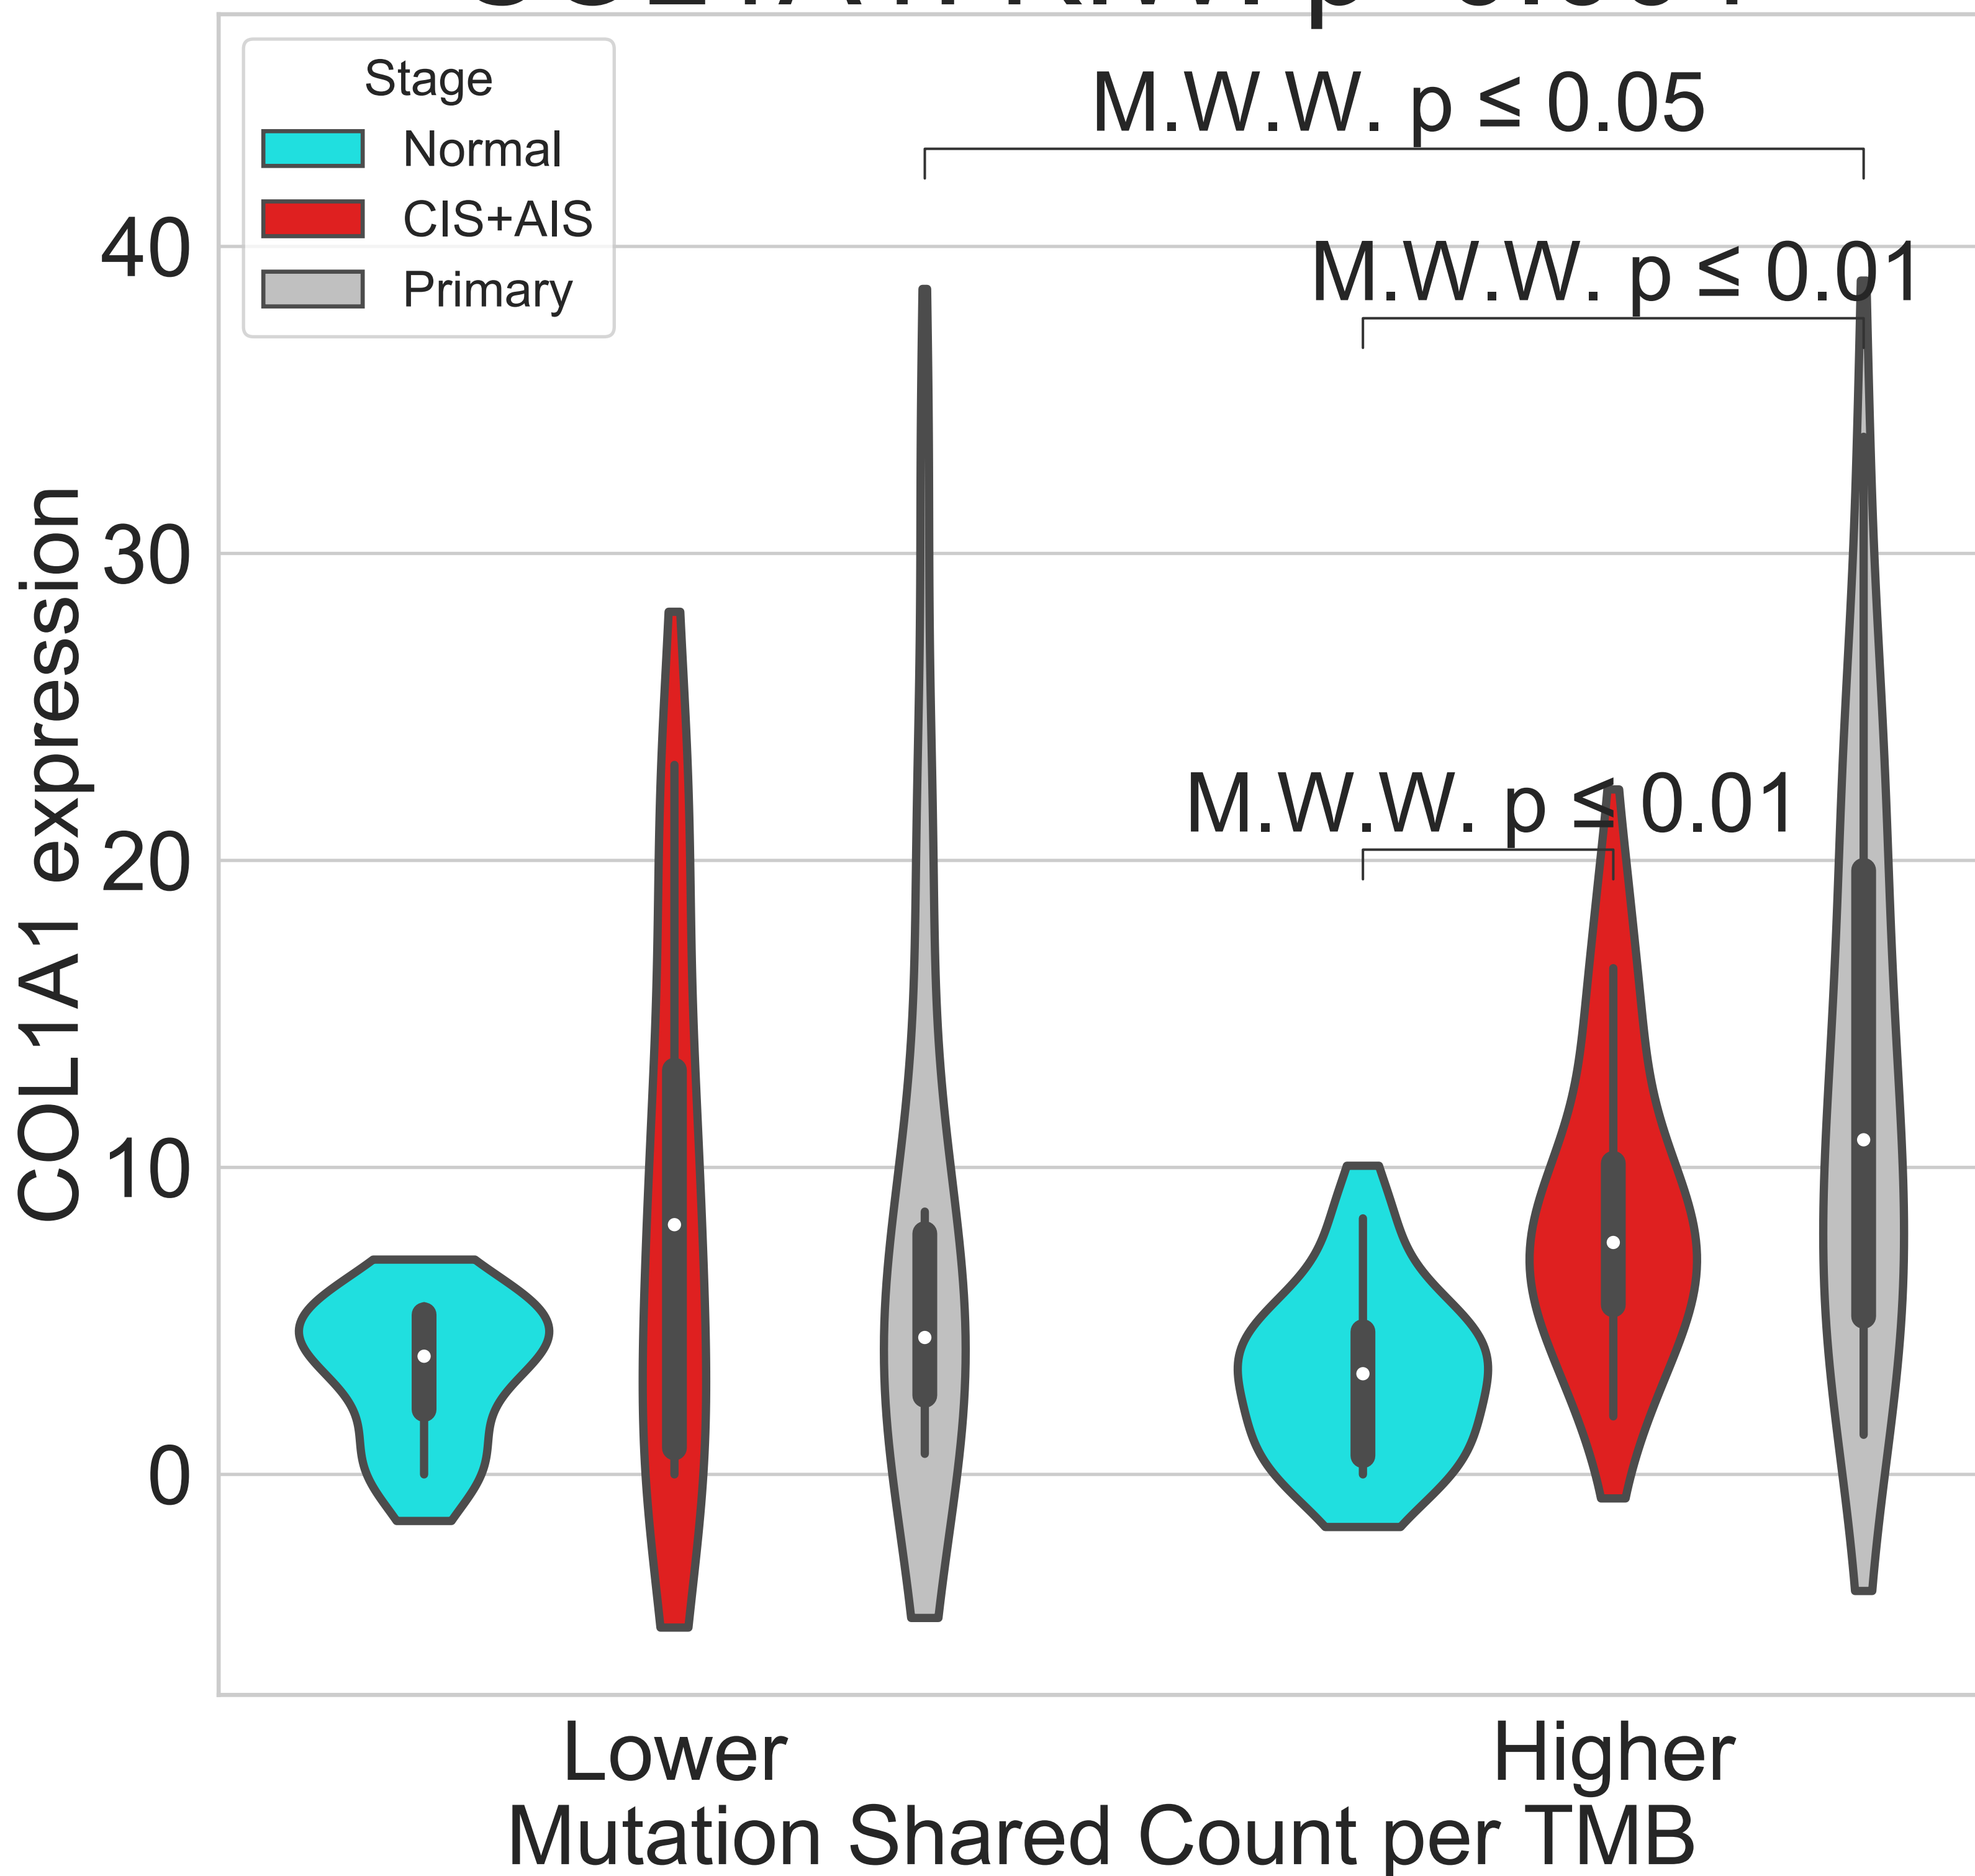 M.W.W. p ≤ 0.05
Stage
Normal
CIS+AIS
Primary
M.W.W. p ≤ 0.01
M.W.W. p ≤ 0.01
COL1A1 expression
40
30
20
10
0
Lower
Higher
Mutation Shared Count per TMB